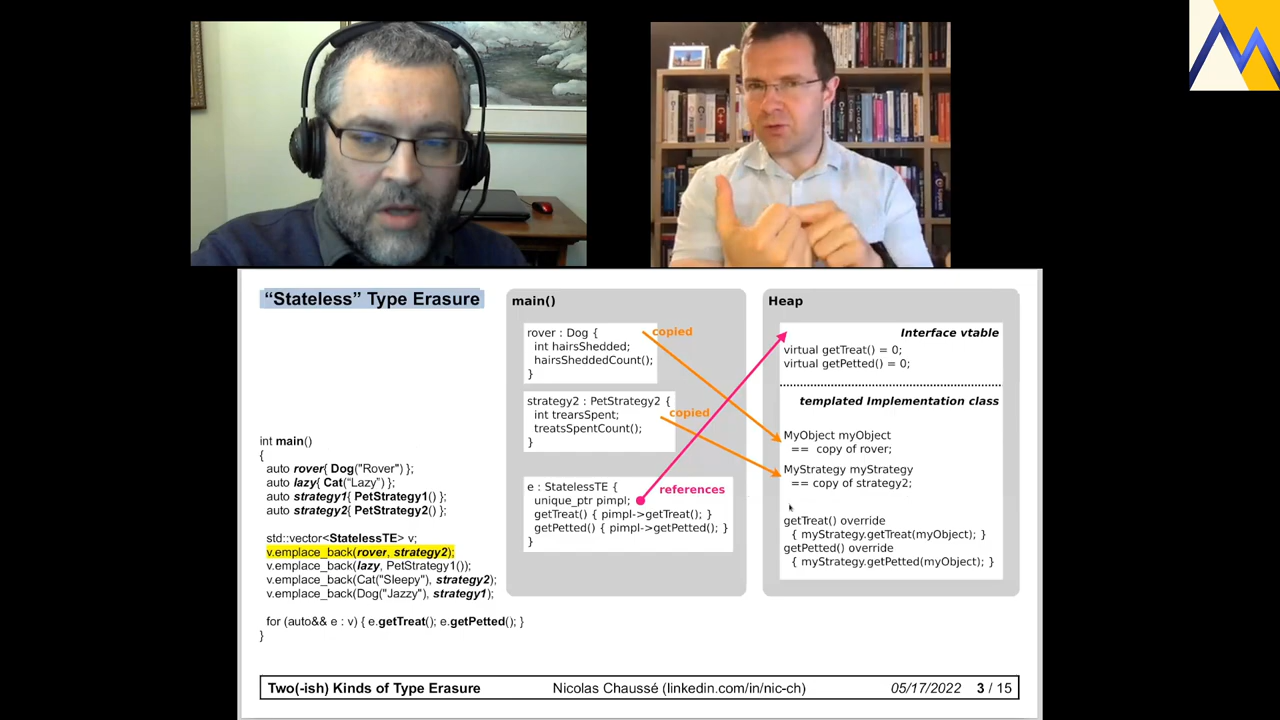 “Stateless” Type Erasure
int main()
{
auto rover{ Dog("Rover") };
auto lazy{ Cat(“Lazy”) };
auto strategy1{ PetStrategy1() };
auto strategy2{ PetStrategy2() };
std::vector<StatelessTE> v;
v.emplace_back(rover, strategy2);
v.emplace_back(lazy, PetStrategy1());
v.emplace_back(Cat("Sleepy"), strategy2);
v.emplace_back(Dog("Jazzy"), strategy1);
for (auto&& e : v) { e.getTreat(); e.getPetted(); }
}
main()
rover : Dog {
int hairsShedded;
hairsSheddedCount();
}
copied
strategy2 : PetStrategy2 {
int trearsSpent;
treatsSpentCount();
}
copied
e : StatelessTE {
unique_ptr pimpl;
getTreat() { pimpl->getTreat(); }
getPetted() { pimpl->getPetted(); }
}
references
Heap
Interface vtable
virtual getTreat() = 0;
virtual getPetted() = 0;
templated Implementation class
MyObject myObject
== copy of rover;
MyStrategy myStrategy
== copy of strategy2;
getTreat() override
{ myStrategy.getTreat(myObject); }
getPetted() override
{ myStrategy.getPetted(myObject); }
Two(-ish) Kinds of Type Erasure
Nicolas Chaussé (linkedin.com/in/nic-ch)
05/17/2022 3 / 15